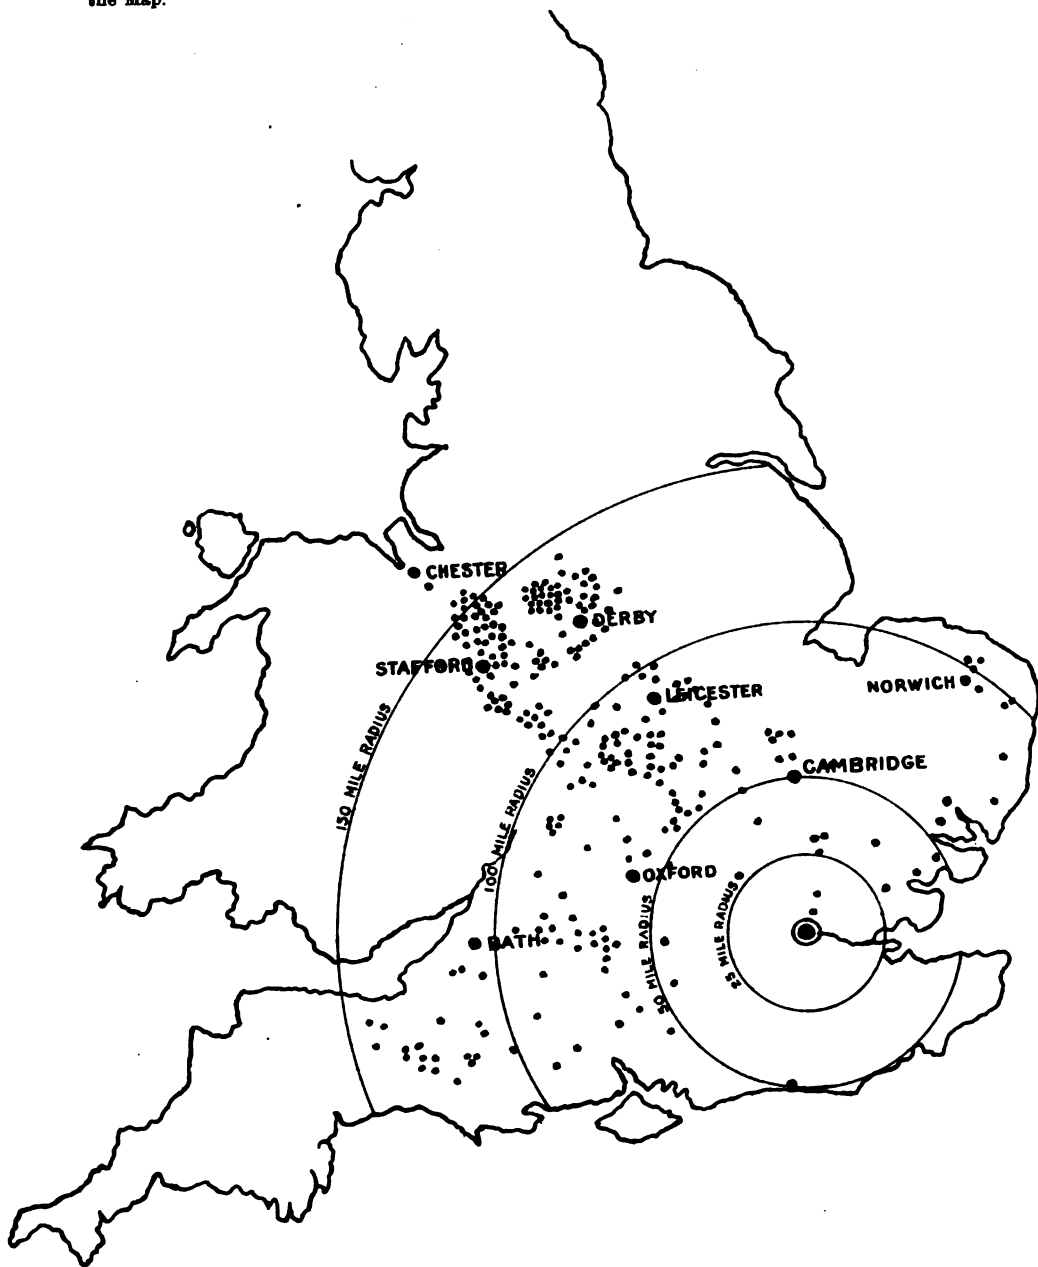 the Map.
CHESTER
DERBY
STAFFORD
LEICESTER
NORWICH
150 MILE RADIUS
CAMBRIDGE
100 MILE RADIUS
OXFORD
50 MILE RADIUS
25 MILE RADIUS
BATH